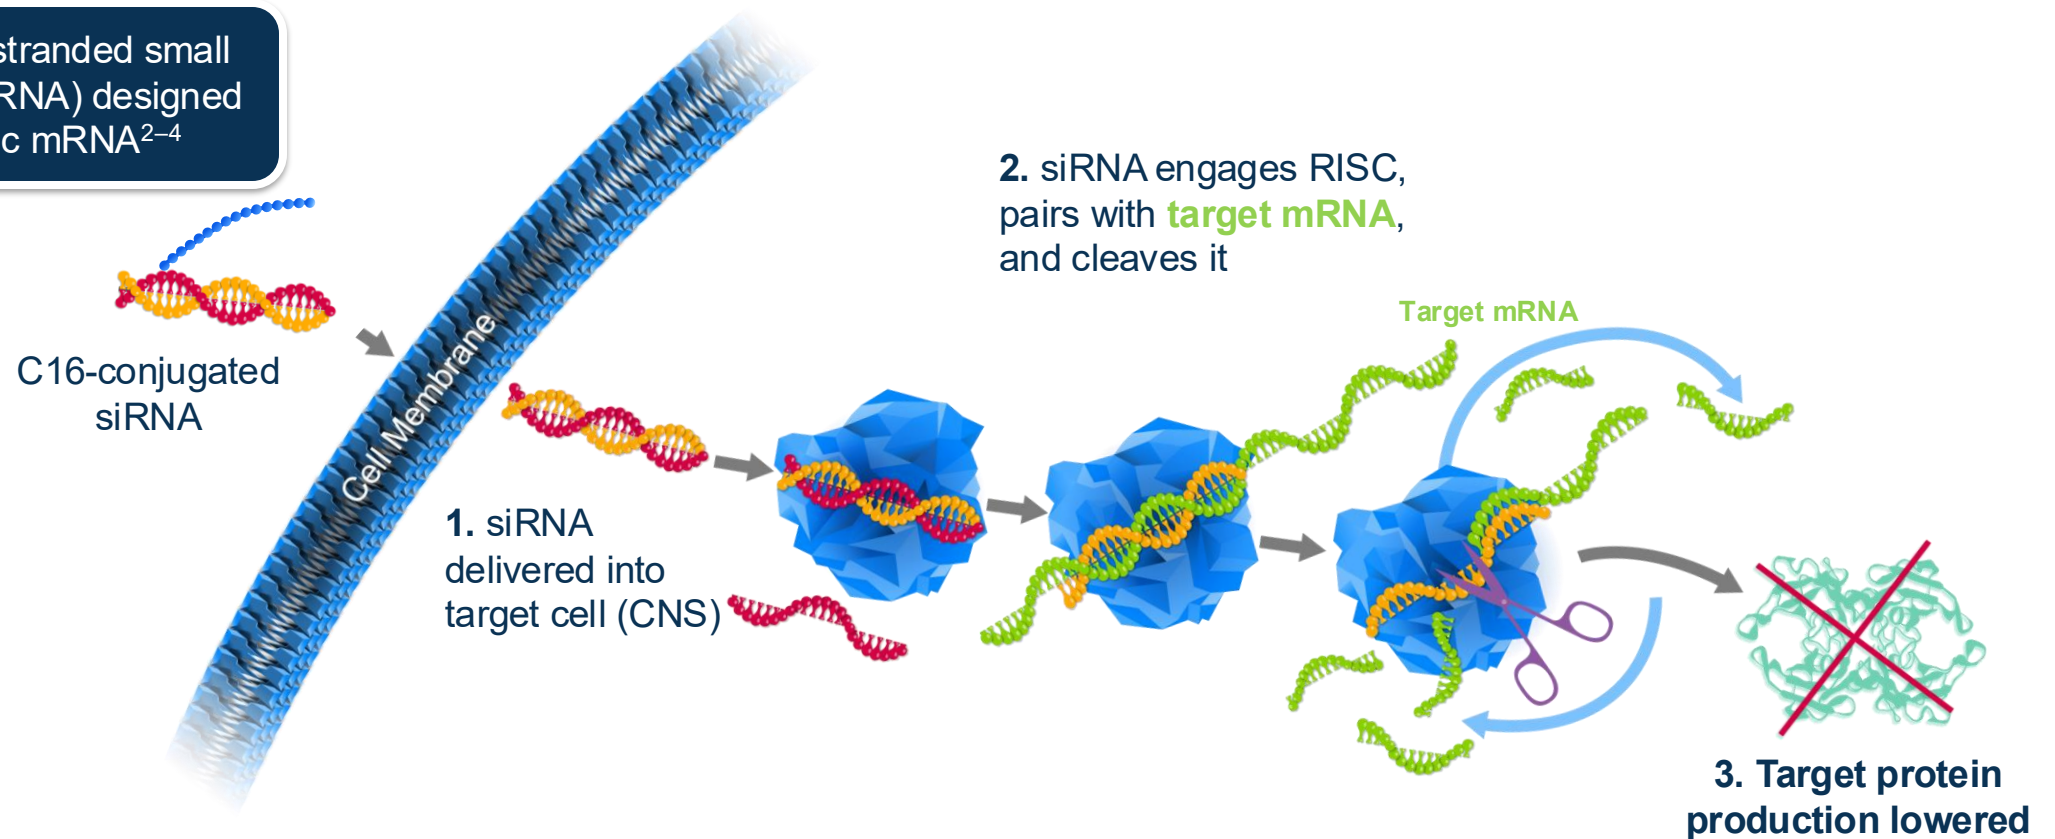 stranded small
RNA) designed
c mRNA2–4
C16-conjugated
siRNA
Cell Membrane
1. siRNA
delivered into
target cell (CNS)
2. siRNA engages RISC,
pairs with target mRNA,
and cleaves it
Target mRNA
3. Target protein
production lowered